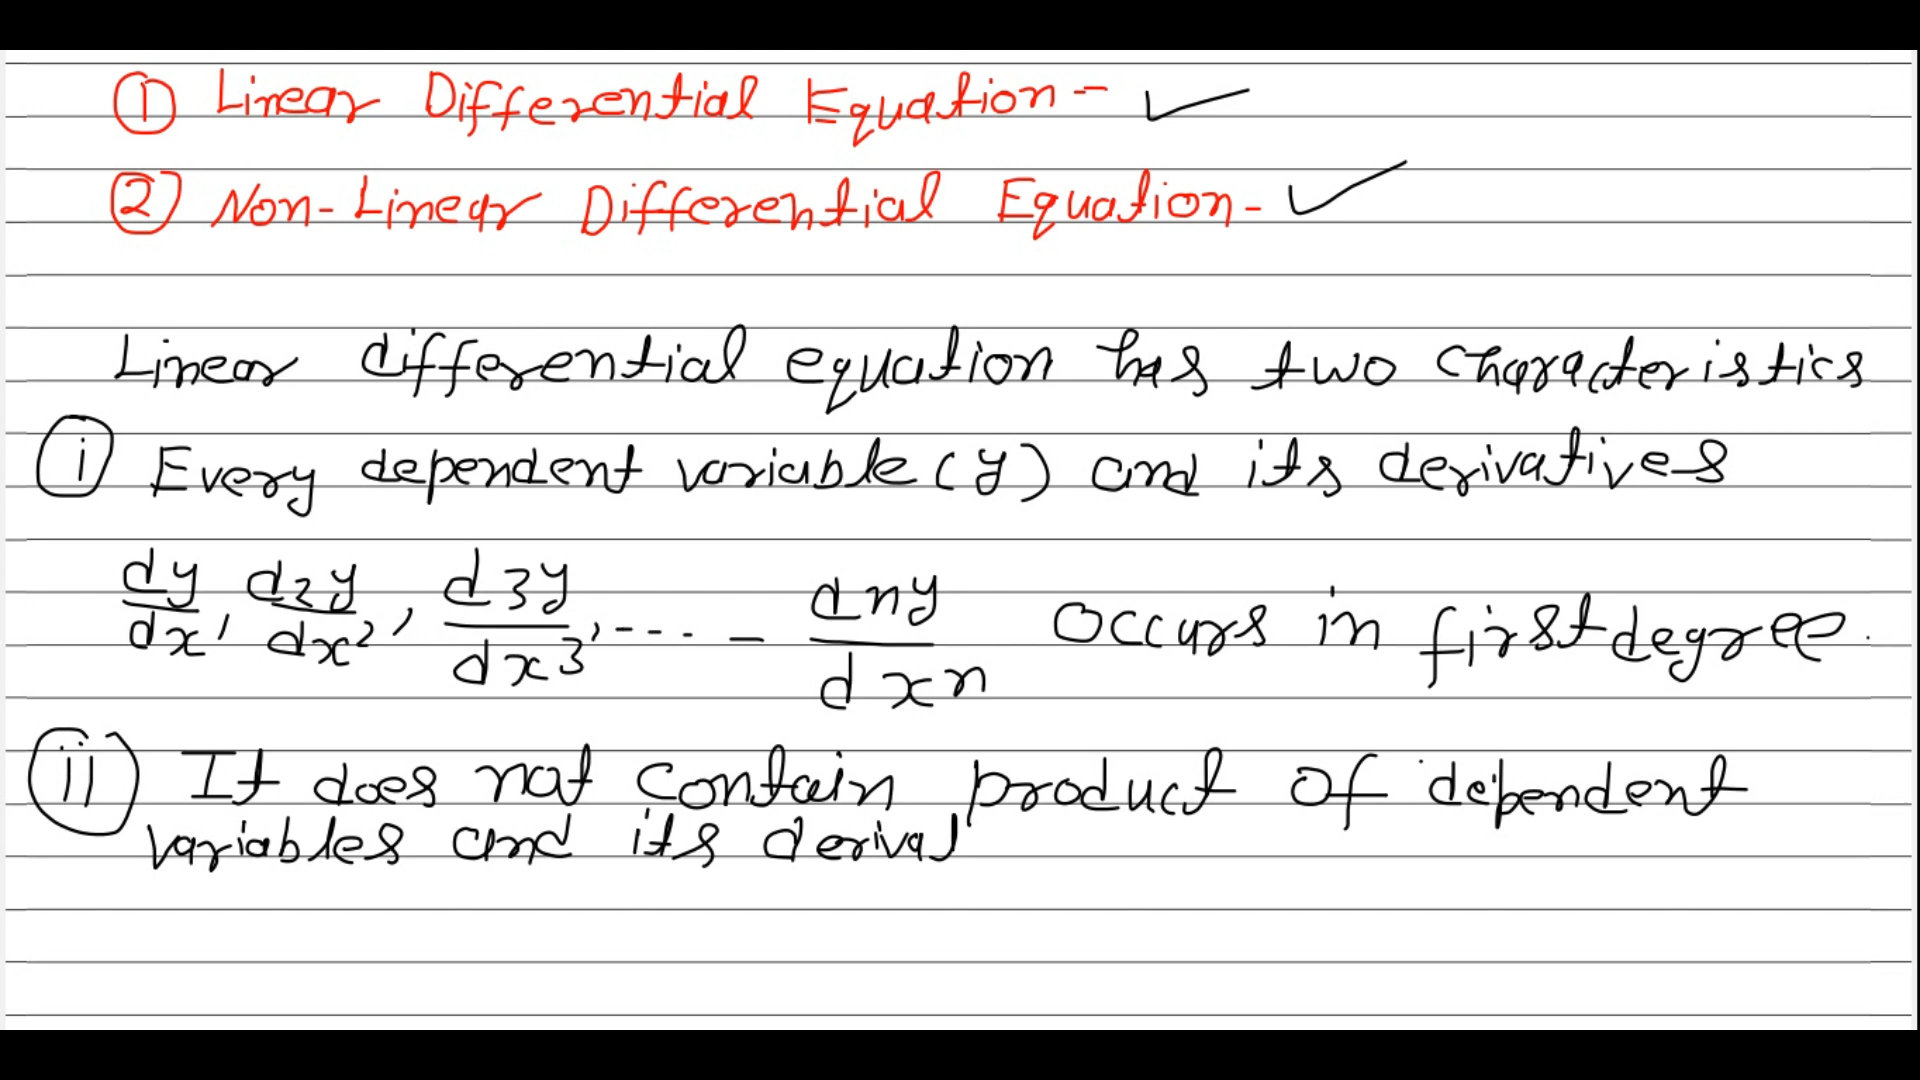 ① Linear Differential Equation -
② Non-Linear Differential Equation -
Linear differential equation has two characteristics
(i) Every dependent variable (y) and its derivatives
dy/dx, d2y/dx2, d3y/dx3, ---- - dny/dxn occurs in first degree.
(ii) It does not contain product of dependent
variables and its derivat